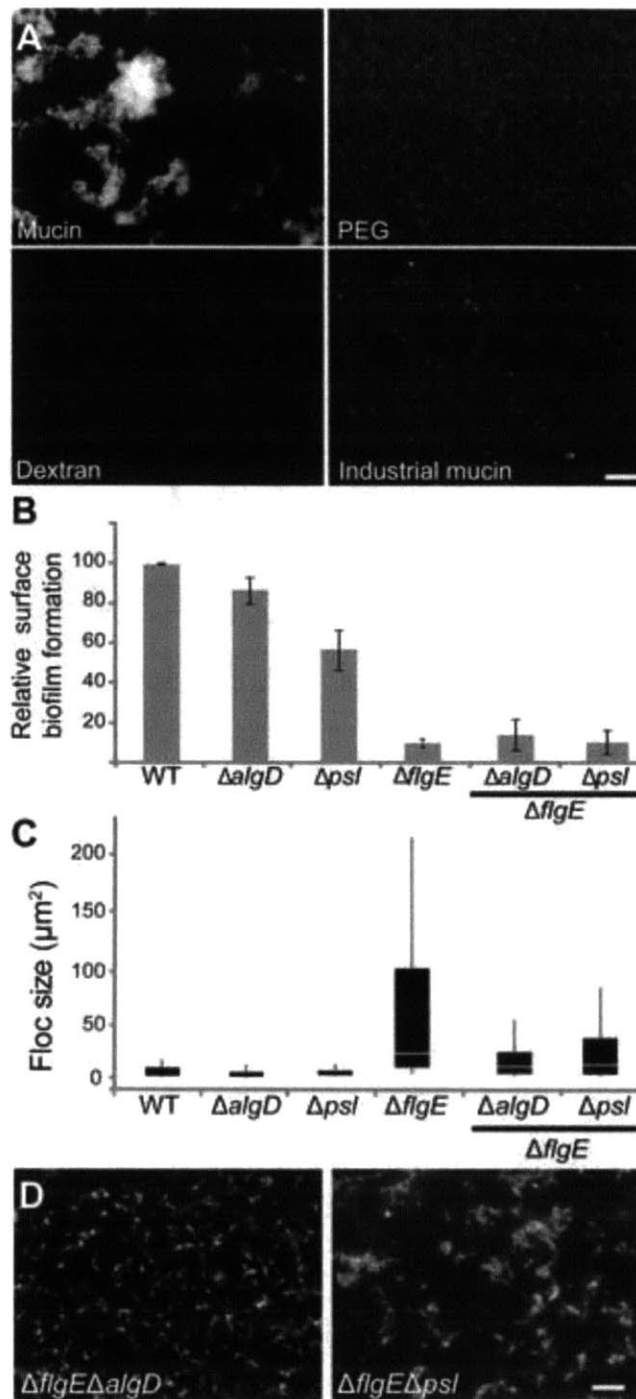 A
Mucin
PEG
Dextran
Industrial mucin
B
Relative surface
biofilm formation
100
80
60
40
20
WT
ΔalgD
Δpsl
ΔflgE
ΔalgD
Δpsl
ΔflgE
C
Floc size (μm²)
200
150
100
50
0
WT
ΔalgD
Δpsl
ΔflgE
ΔalgD
Δpsl
ΔflgE
D
ΔflgEΔalgD
ΔflgEΔpsl